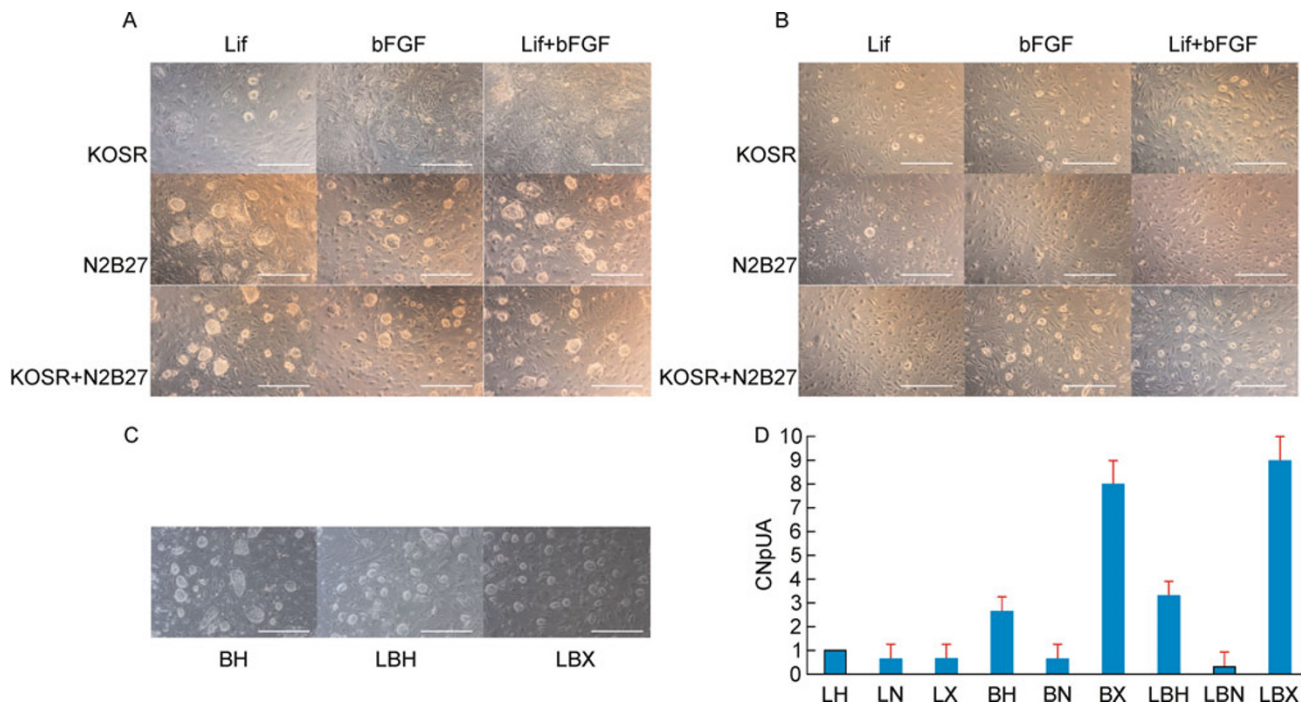 A
Lif bFGF Lif+bFGF
KOSR
N2B27
KOSR+N2B27
B
Lif bFGF Lif+bFGF
KOSR
N2B27
KOSR+N2B27
C
BH LBH LBX
D
CNpUA
10
9
8
7
6
5
4
3
2
1
0
LH LN LX BH BN BX LBH LBN LBX